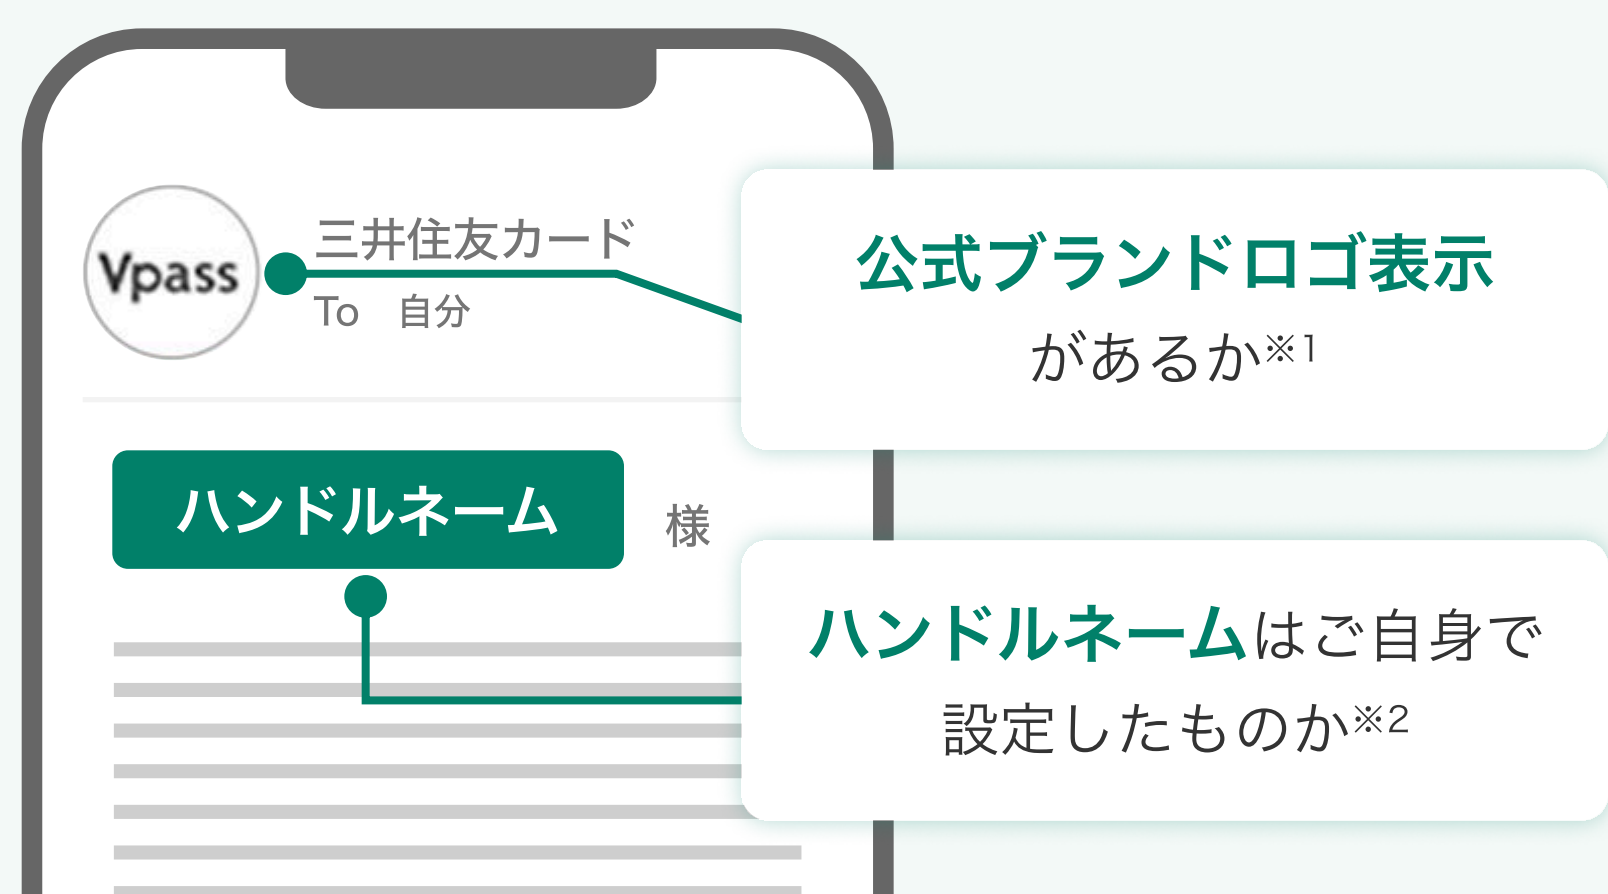 Vpass
三井住友カード
To 自分
公式ブランドロゴ表示
があるか※1
ハンドルネーム 様
ハンドルネームはご自身で
設定したものか※2